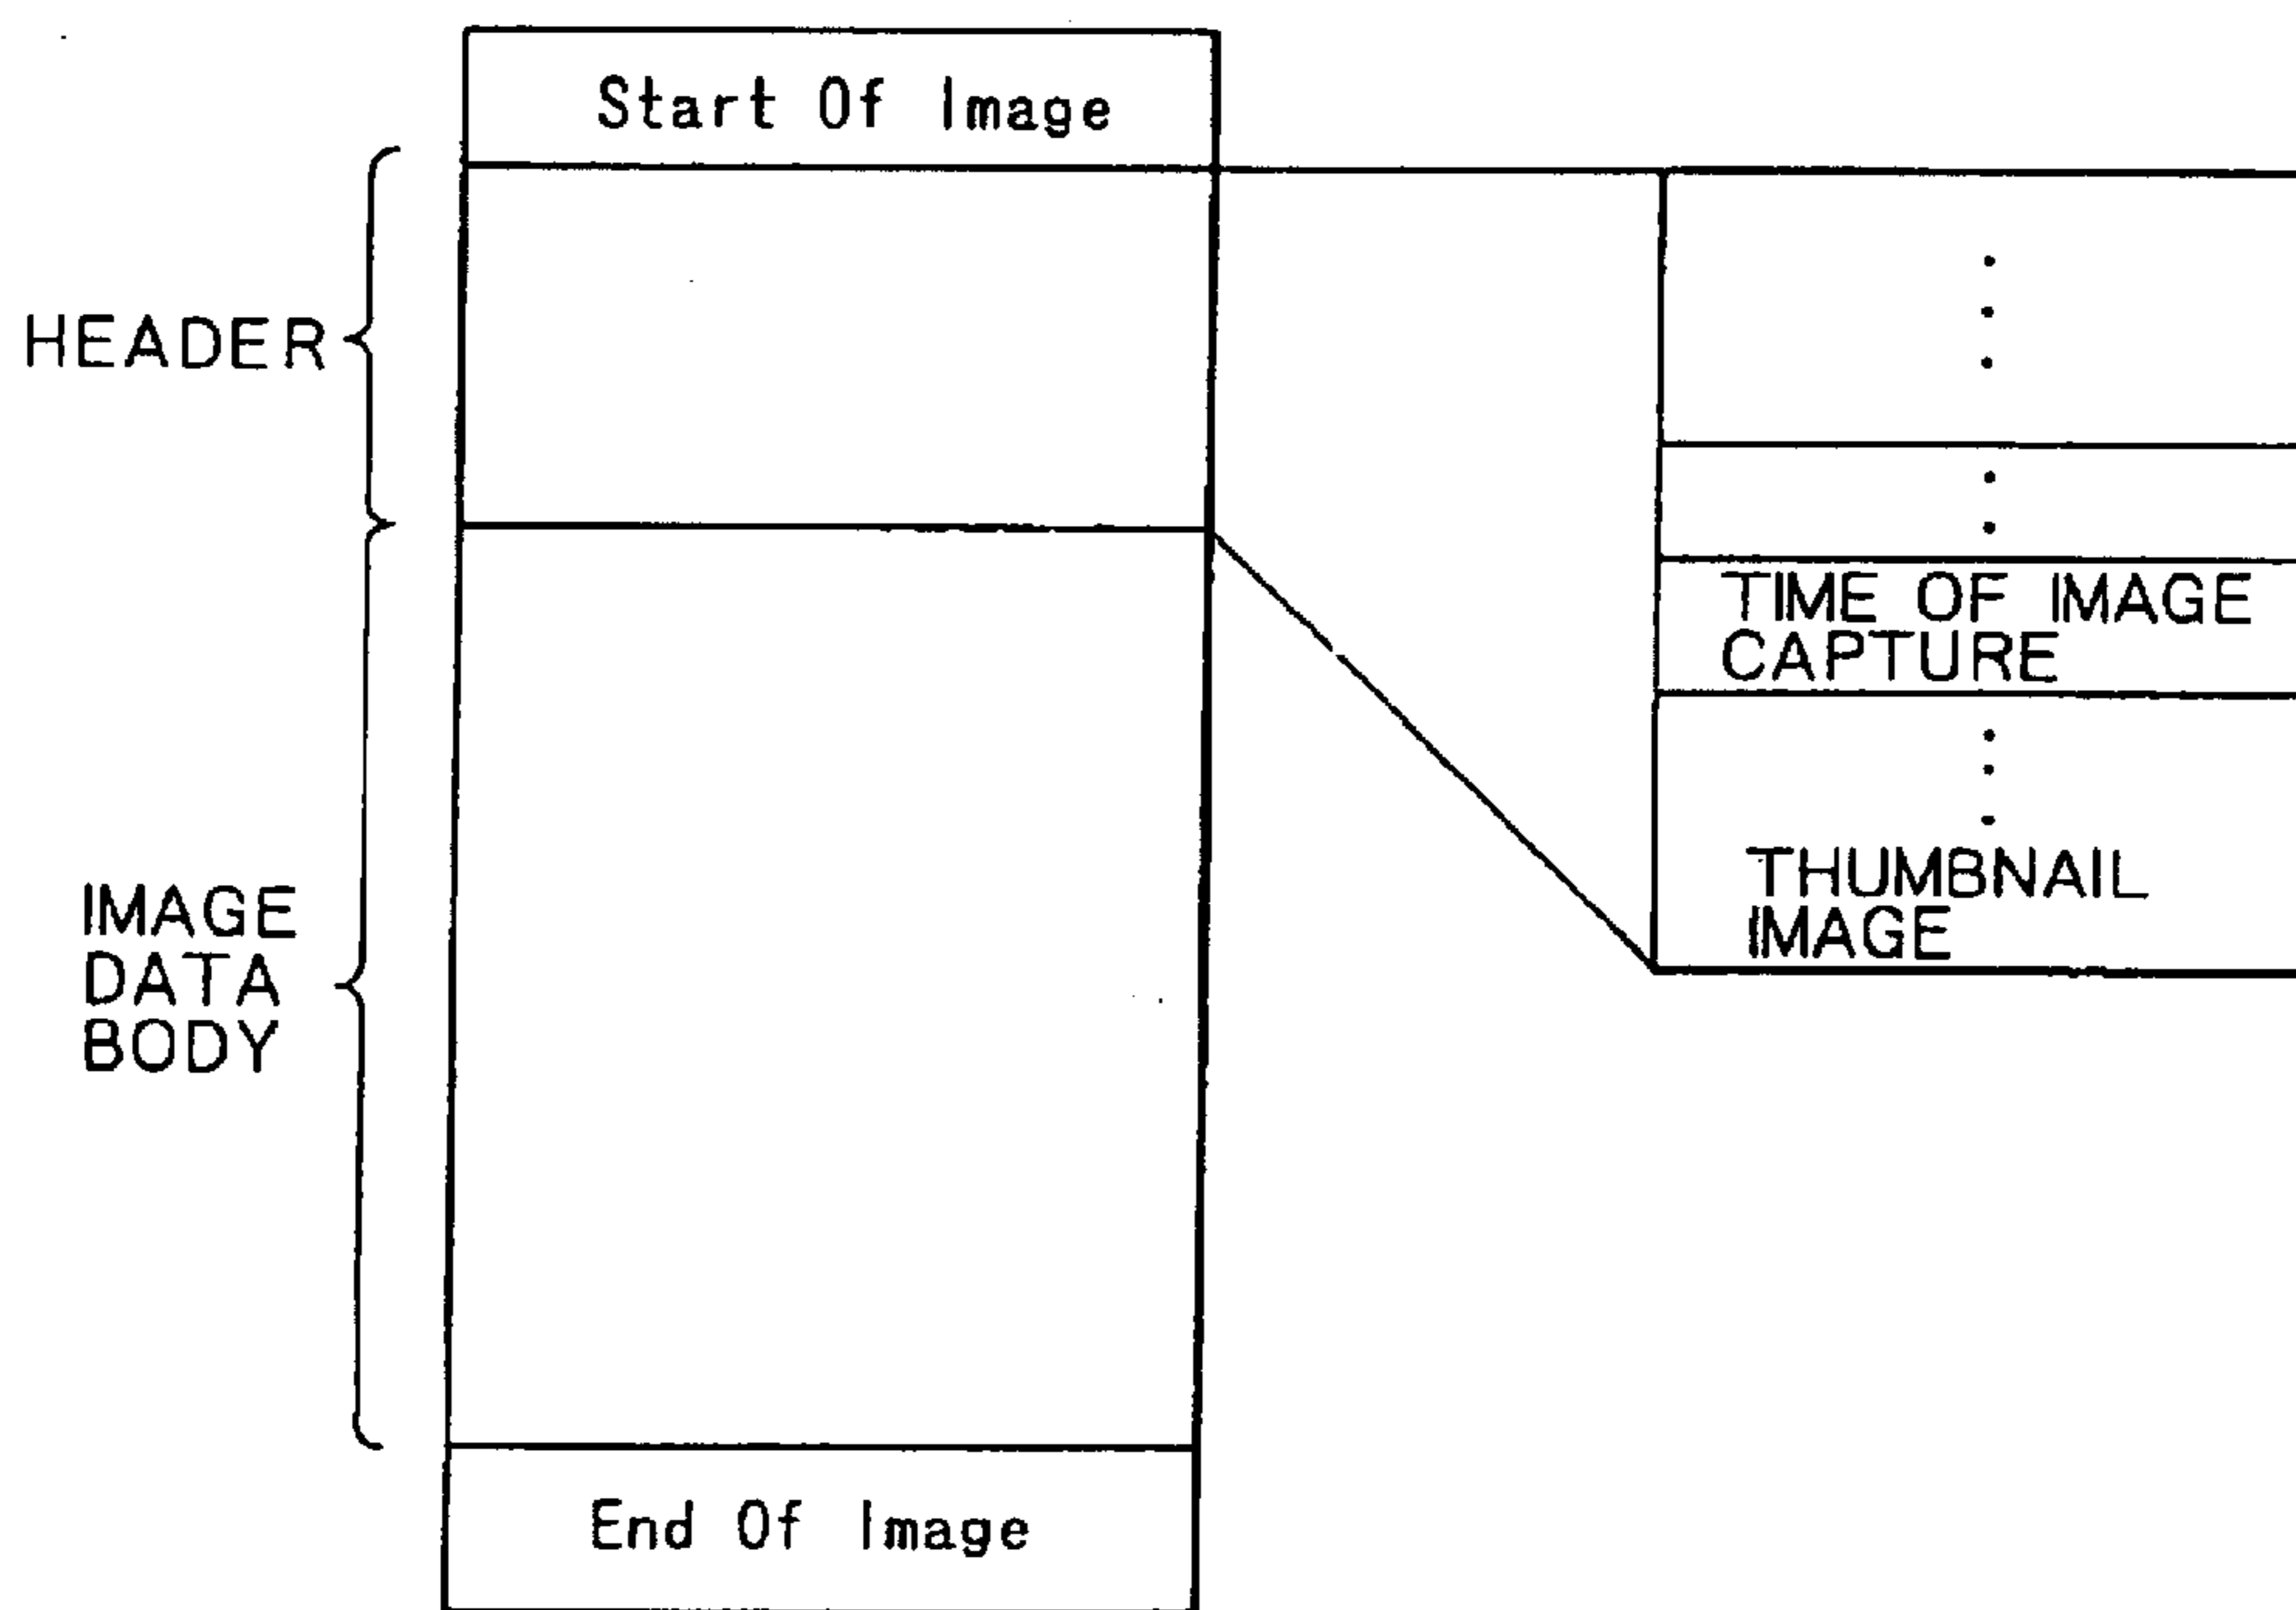 Start Of Image
HEADER
TIME OF IMAGE
CAPTURE
THUMBNAIL
IMAGE
IMAGE
DATA
BODY
End Of Image